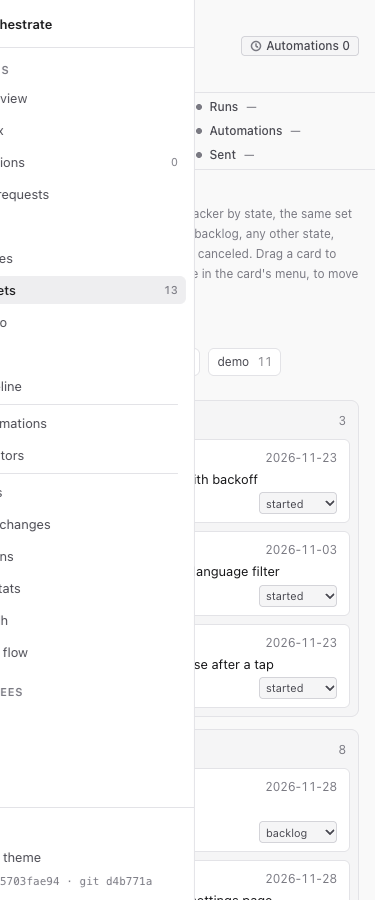 hestrate
s
view
x
ions 0
requests
es
ets 13
o
line
mations
tors
s
changes
ns
tats
h
flow
EES
theme
5703fae94 · git d4b771a
Automations 0
Runs —
Automations —
Sent —
acker by state, the same set
backlog, any other state,
canceled. Drag a card to
e in the card's menu, to move
demo 11
3
2026-11-23
ith backoff
started
2026-11-03
anguage filter
started
2026-11-23
se after a tap
started
8
2026-11-28
backlog
2026-11-28